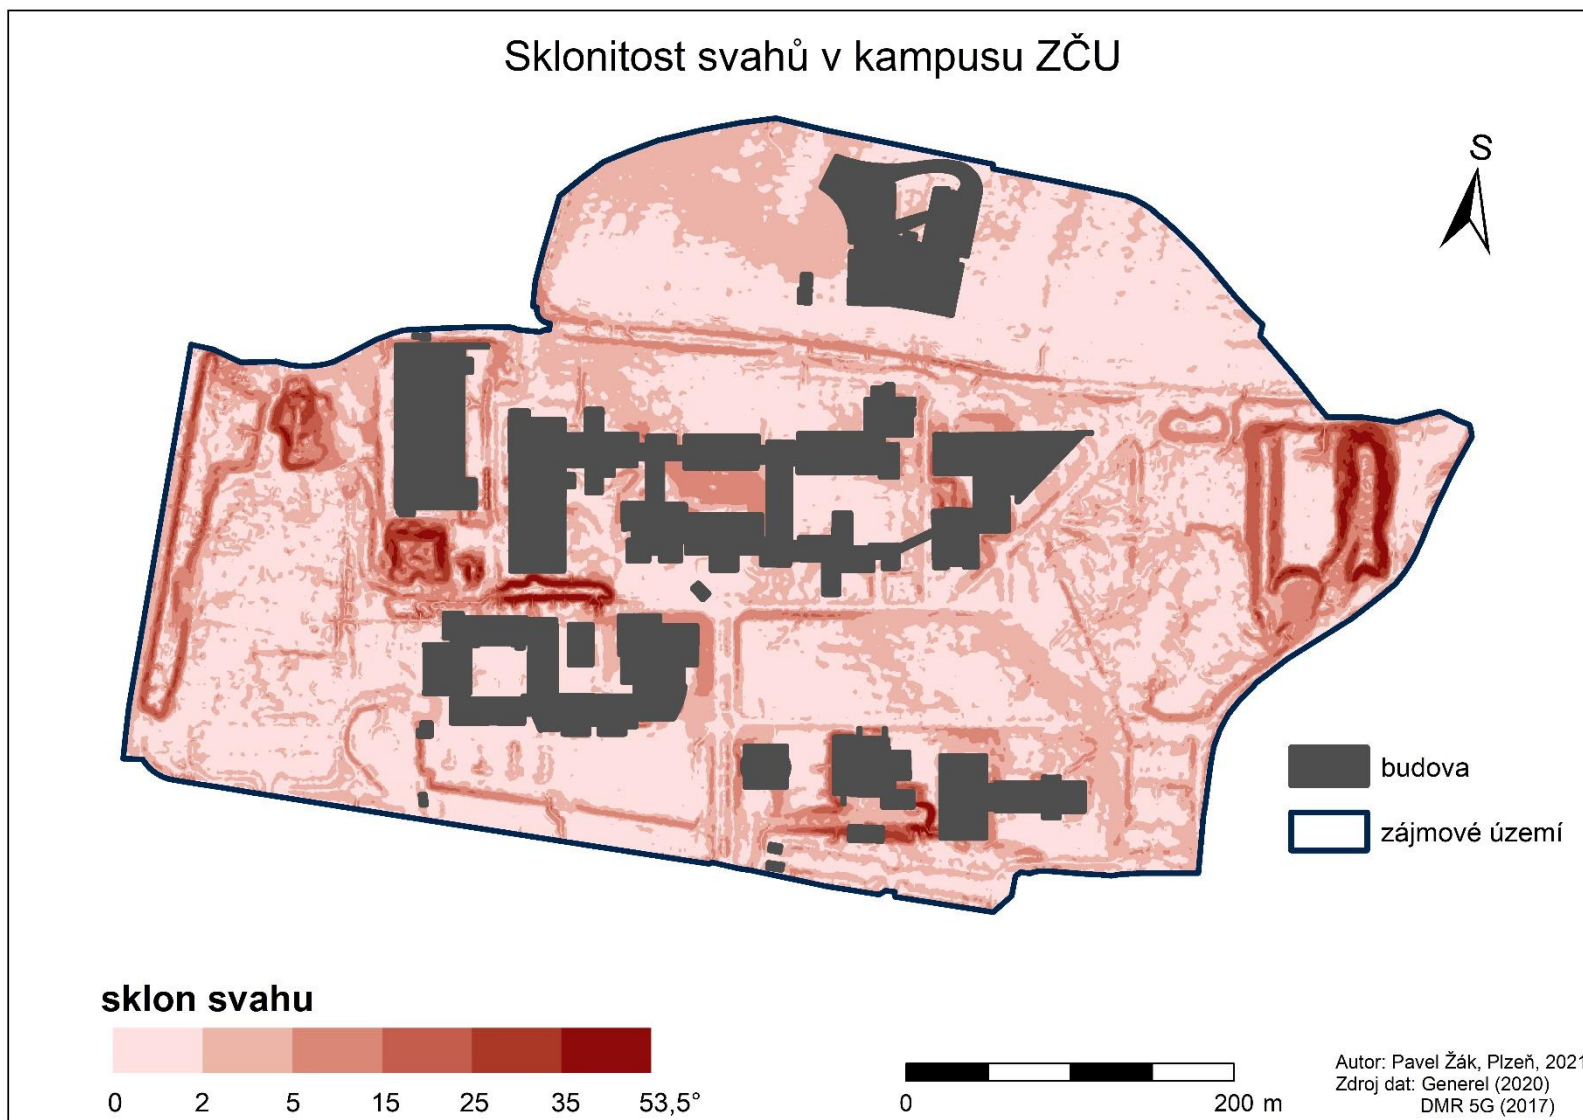 Sklonitost svahů v kampusu ZČU
S
budova
zájmové území
sklon svahu
0 2 5 15 25 35 53,5°
0 200 m
Autor: Pavel Žák, Plzeň, 2021
Zdroj dat: Generel (2020)
DMR 5G (2017)